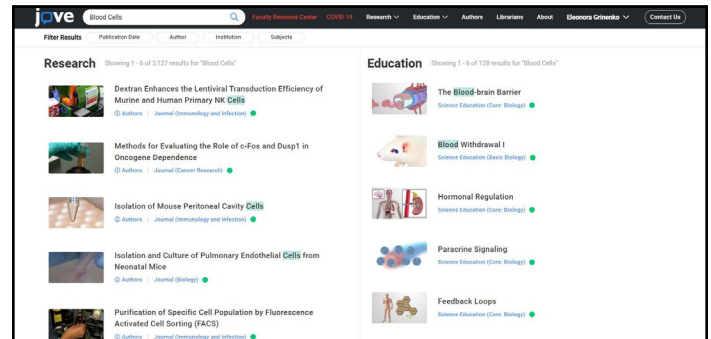 jove
Blood Cells
Faculty Resource Center COVID-19 Research Education Authors Librarians About Eleonora Grinenko Contact Us
Filter Results Publication Date Author Institution Subjects
Research Showing 1 - 6 of 3,127 results for "Blood Cells"
Dextran Enhances the Lentiviral Transduction Efficiency of
Murine and Human Primary NK Cells
Authors | Journal (Immunology and Infection)
Methods for Evaluating the Role of c-Fos and Dusp1 in
Oncogene Dependence
Authors | Journal (Cancer Research)
Isolation of Mouse Peritoneal Cavity Cells
Authors | Journal (Immunology and Infection)
Isolation and Culture of Pulmonary Endothelial Cells from
Neonatal Mice
Authors | Journal (Biology)
Purification of Specific Cell Population by Fluorescence
Activated Cell Sorting (FACS)
Authors | Journal (Immunology and Infection)
Education Showing 1 - 6 of 128 results for "Blood Cells"
The Blood-brain Barrier
Science Education (Core: Biology)
Blood Withdrawal I
Science Education (Basic Biology)
Hormonal Regulation
Science Education (Core: Biology)
Paracrine Signaling
Science Education (Core: Biology)
Feedback Loops
Science Education (Core: Biology)